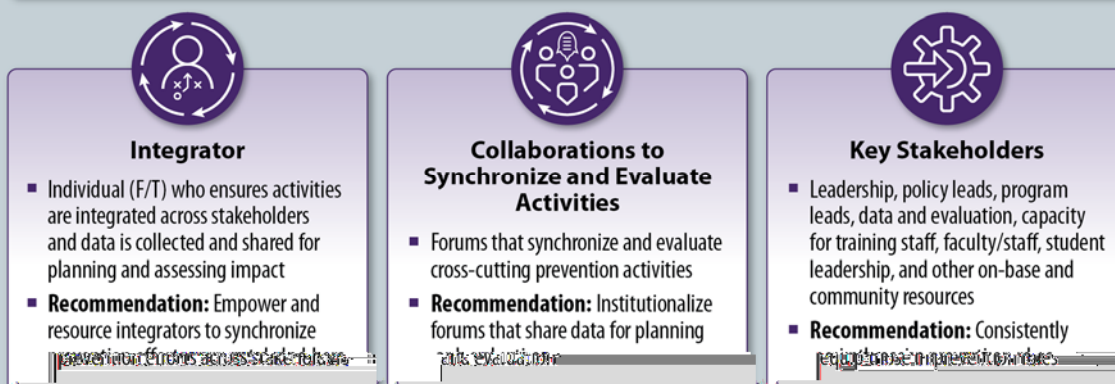 Integrator
▪ Individual (F/T) who ensures activities
are integrated across stakeholders
and data is collected and shared for
planning and assessing impact
▪ Recommendation: Empower and
resource integrators to synchronize
Collaborations to
Synchronize and Evaluate
Activities
▪ Forums that synchronize and evaluate
cross-cutting prevention activities
▪ Recommendation: Institutionalize
forums that share data for planning
Key Stakeholders
▪ Leadership, policy leads, program
leads, data and evaluation, capacity
for training staff, faculty/staff, student
leadership, and other on-base and
community resources
▪ Recommendation: Consistently